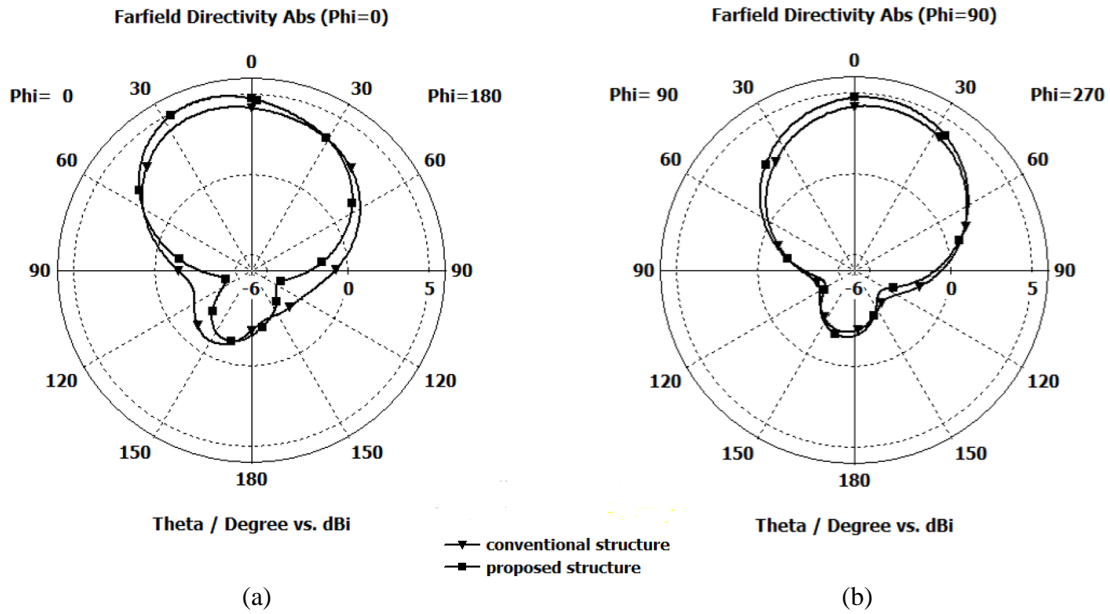 Farfield Directivity Abs (Phi=0)
0
30
30
Phi= 0
Phi=180
60
60
90
-6
0
5
90
120
120
150
150
180
Theta / Degree vs. dBi
Farfield Directivity Abs (Phi=90)
0
30
30
Phi= 90
Phi=270
60
60
90
-6
0
5
90
120
120
150
150
180
Theta / Degree vs. dBi
conventional structure
proposed structure
(a)
(b)